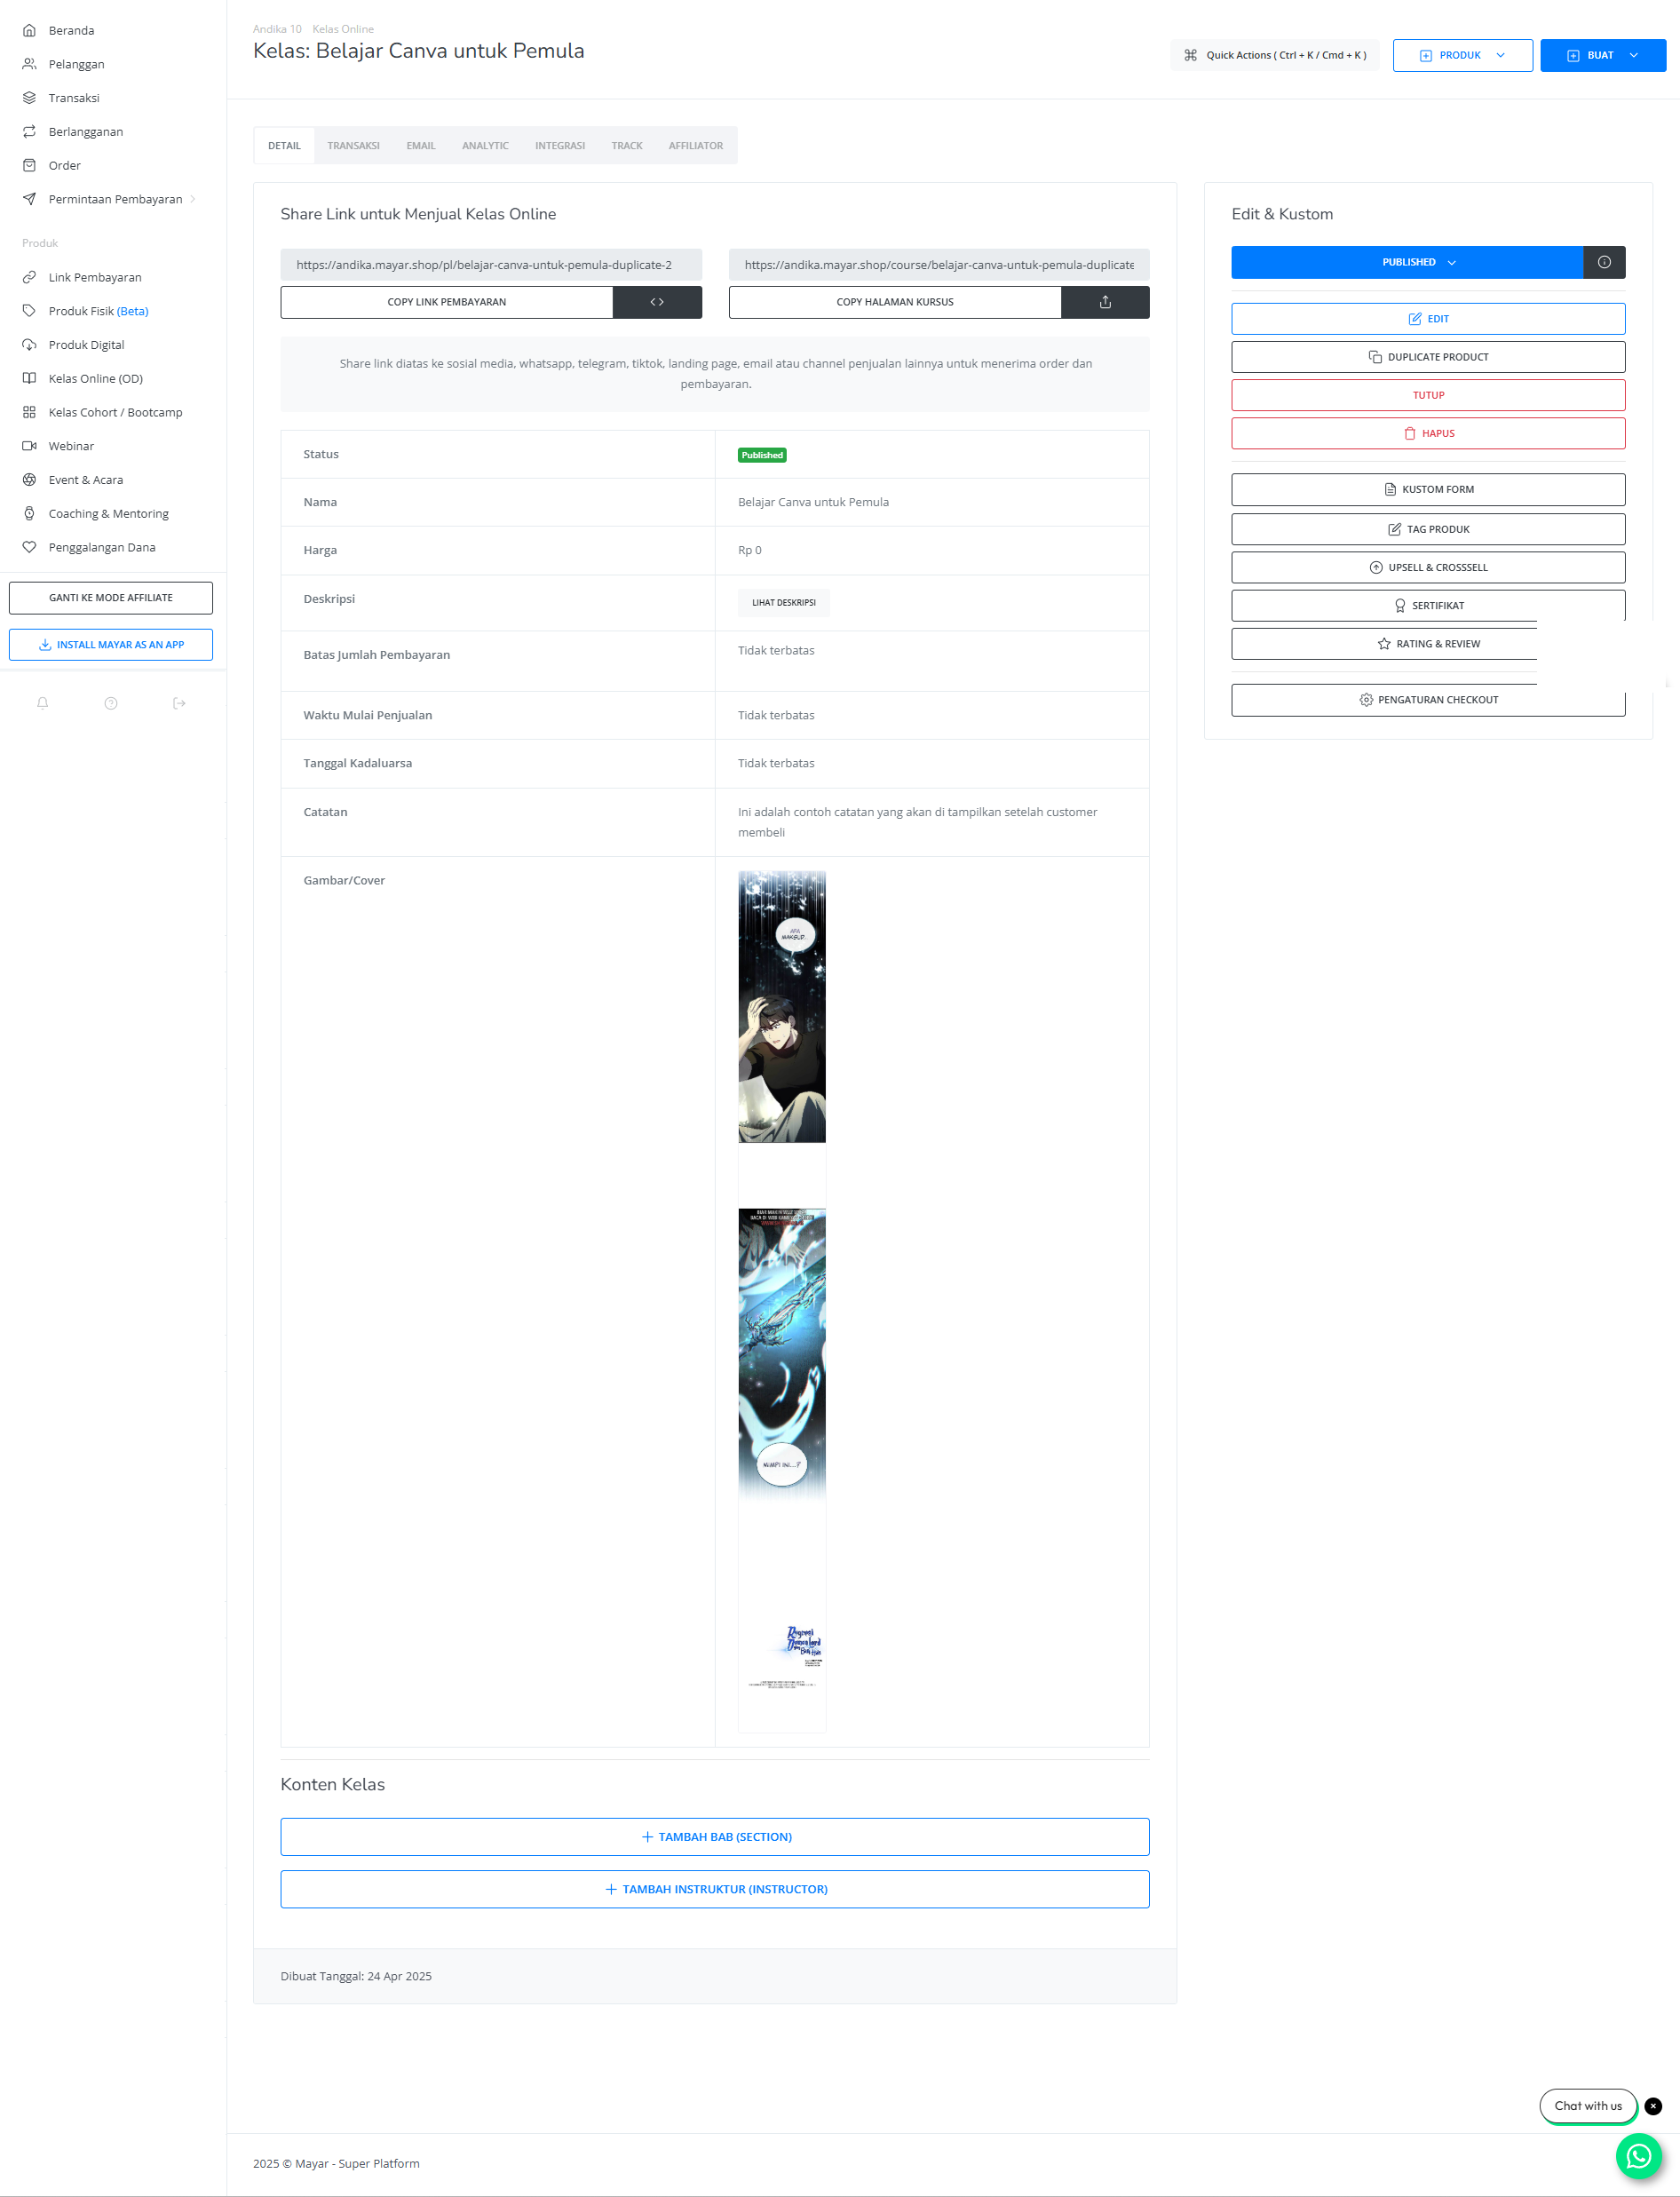 Beranda
Pelanggan
Transaksi
Berlangganan
Order
Permintaan Pembayaran
Produk
Link Pembayaran
Produk Fisik (Beta)
Produk Digital
Kelas Online (OD)
Kelas Cohort / Bootcamp
Webinar
Event & Acara
Coaching & Mentoring
Penggalangan Dana
GANTI KE MODE AFFILIATE
INSTALL MAYAR AS AN APP
Andika 10 Kelas Online
Kelas: Belajar Canva untuk Pemula
Quick Actions ( Ctrl + K / Cmd + K )
PRODUK
BUAT
DETAIL TRANSAKSI EMAIL ANALYTIC INTEGRASI TRACK AFFILIATOR
Share Link untuk Menjual Kelas Online
https://andika.mayar.shop/pl/belajar-canva-untuk-pemula-duplicate-2
COPY LINK PEMBAYARAN
https://andika.mayar.shop/course/belajar-canva-untuk-pemula-duplicate
COPY HALAMAN KURSUS
Share link diatas ke sosial media, whatsapp, telegram, tiktok, landing page, email atau channel penjualan lainnya untuk menerima order dan
pembayaran.
Status Published
Nama Belajar Canva untuk Pemula
Harga Rp 0
Deskripsi LIHAT DESKRIPSI
Batas Jumlah Pembayaran Tidak terbatas
Waktu Mulai Penjualan Tidak terbatas
Tanggal Kadaluarsa Tidak terbatas
Catatan Ini adalah contoh catatan yang akan di tampilkan setelah customer
membeli
Gambar/Cover
APA
MAKSUD..
MIMPI INI...?
Konten Kelas
TAMBAH BAB (SECTION)
TAMBAH INSTRUKTUR (INSTRUCTOR)
Dibuat Tanggal: 24 Apr 2025
Edit & Kustom
PUBLISHED
EDIT
DUPLICATE PRODUCT
TUTUP
HAPUS
KUSTOM FORM
TAG PRODUK
UPSELL & CROSSSELL
SERTIFIKAT
RATING & REVIEW
PENGATURAN CHECKOUT
Chat with us
2025 © Mayar - Super Platform